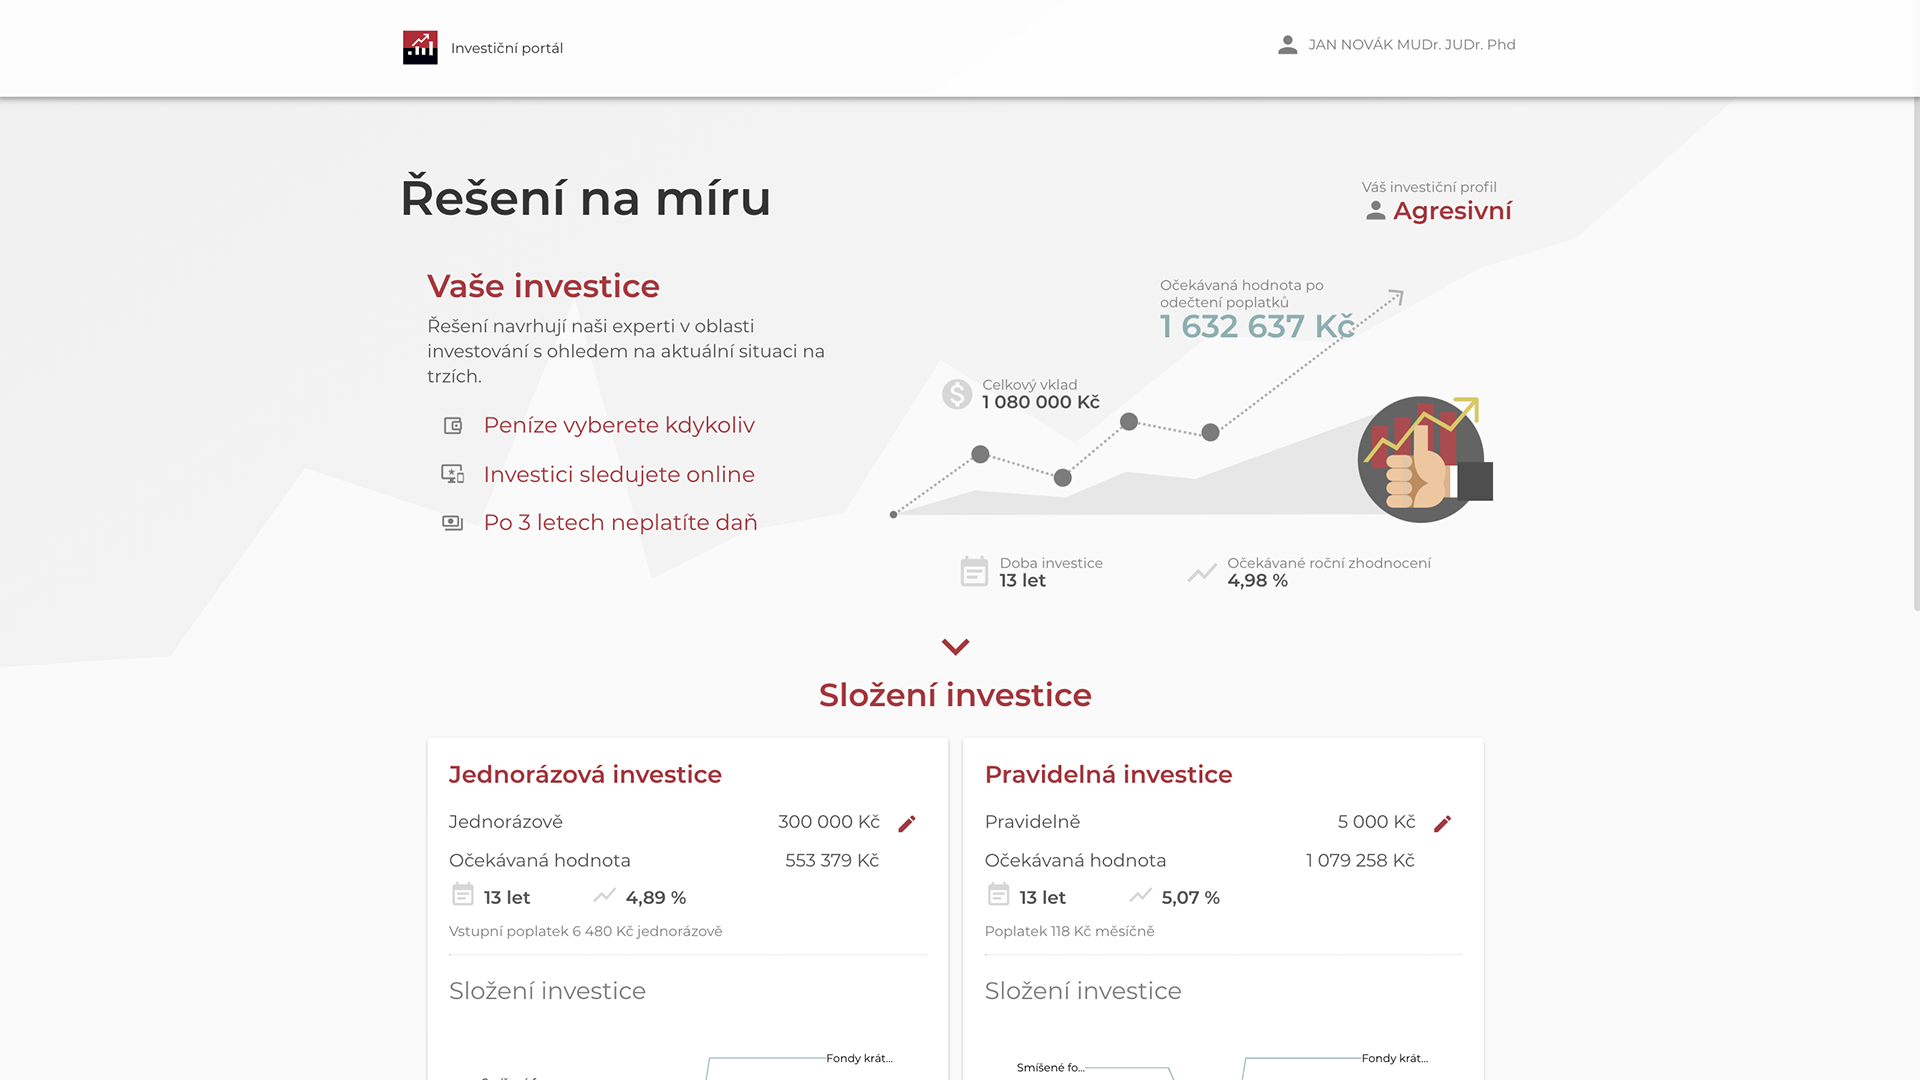 Investiční portál
JAN NOVÁK MUDr. JUDr. Phd
Řešení na míru
Váš investiční profil
Agresivní
Vaše investice
Řešení navrhují naši experti v oblasti
investování s ohledem na aktuální situaci na
trzích.
Peníze vyberete kdykoliv
Investici sledujete online
Po 3 letech neplatíte daň
Očekávaná hodnota po
odečtení poplatků
1 632 637 Kč
Celkový vklad
1 080 000 Kč
Doba investice
13 let
Očekávané roční zhodnocení
4,98 %
Složení investice
Jednorázová investice
Jednorázově 300 000 Kč
Očekávaná hodnota 553 379 Kč
13 let 4,89 %
Vstupní poplatek 6 480 Kč jednorázově
Složení investice
Fondy krát...
Pravidelná investice
Pravidelně 5 000 Kč
Očekávaná hodnota 1 079 258 Kč
13 let 5,07 %
Poplatek 118 Kč měsíčně
Složení investice
Fondy krát...
Smíšené fo...